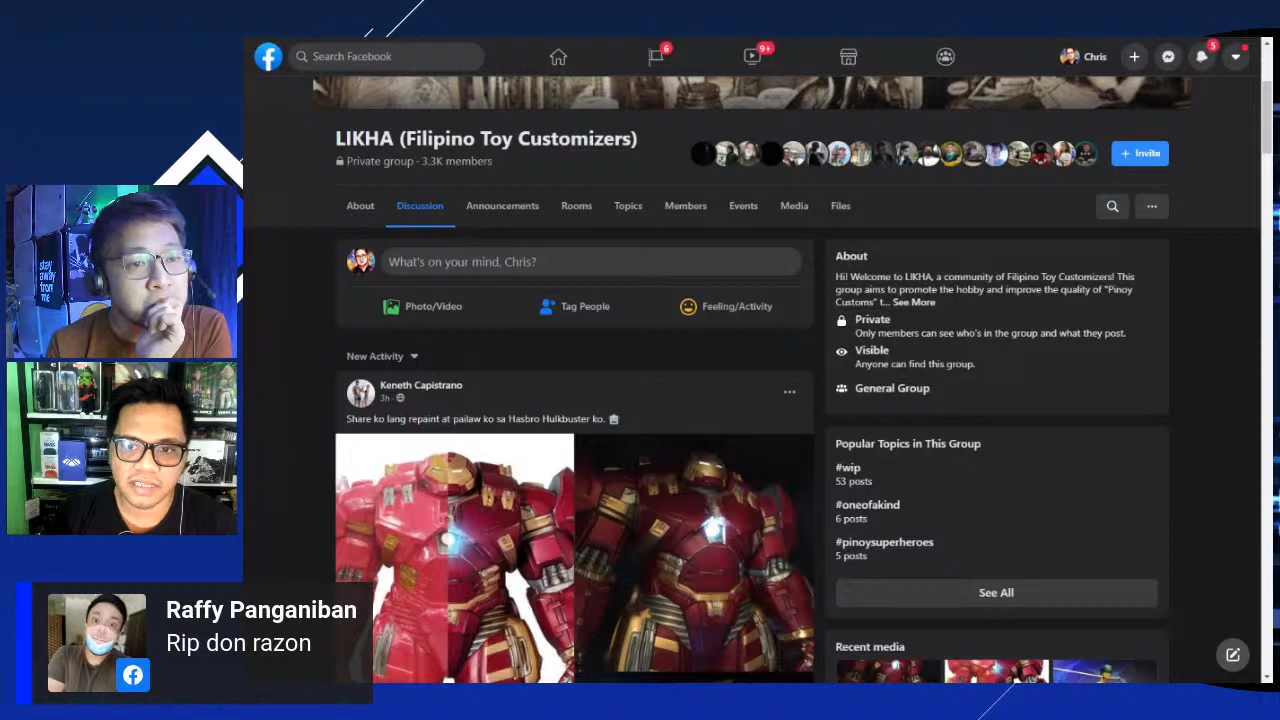 Search Facebook
6
9+
Chris
5
LIKHA (Filipino Toy Customizers)
Private group · 3.3K members
+ Invite
About
Discussion
Announcements
Rooms
Topics
Members
Events
Media
Files
What's on your mind, Chris?
Photo/Video
Tag People
Feeling/Activity
New Activity
Keneth Capistrano
3h ·
Share ko lang repaint at pailaw ko sa Hasbro Hulkbuster ko.
About
Hi! Welcome to LIKHA, a community of Filipino Toy Customizers! This
group aims to promote the hobby and improve the quality of "Pinoy
Customs" t... See More
Private
Only members can see who's in the group and what they post.
Visible
Anyone can find this group.
General Group
Popular Topics in This Group
#wip
53 posts
#oneofakind
6 posts
#pinoysuperheroes
5 posts
See All
Recent media
stay
away
from
me
Raffy Panganiban
Rip don razon